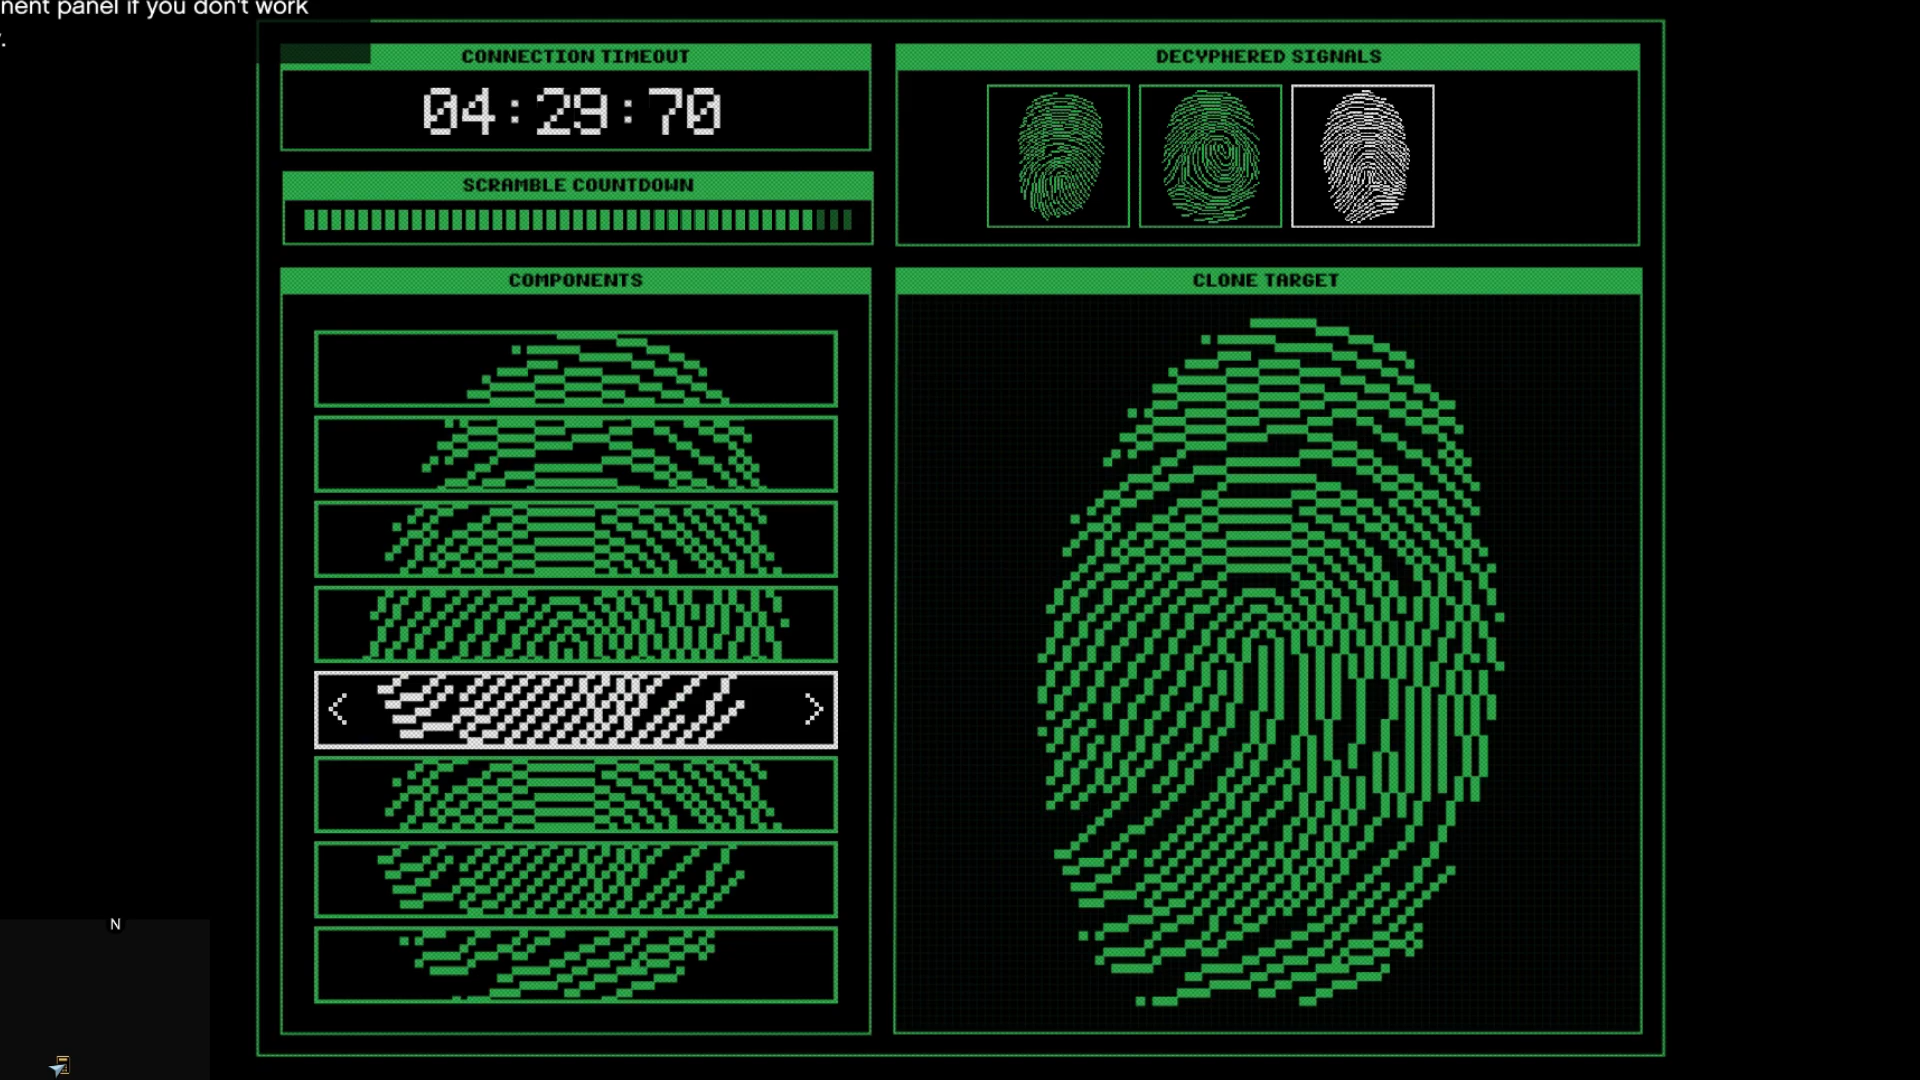 nent panel if you don't work
.
CONNECTION TIMEOUT
DECYPHERED SIGNALS
04:29:70
SCRAMBLE COUNTDOWN
COMPONENTS
CLONE TARGET
N